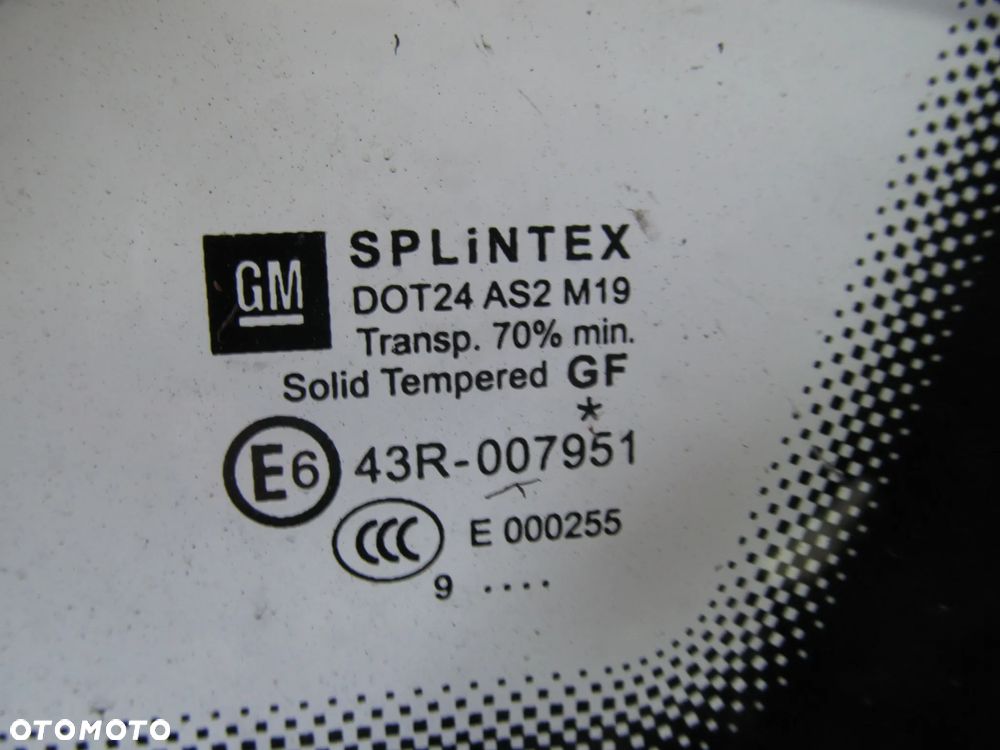 GM
SPLiNTEX
DOT24 AS2 M19
Transp. 70% min.
Solid Tempered GF
*
E6 43R-007951
CCC E 000255
9 ....
OTOMOTO